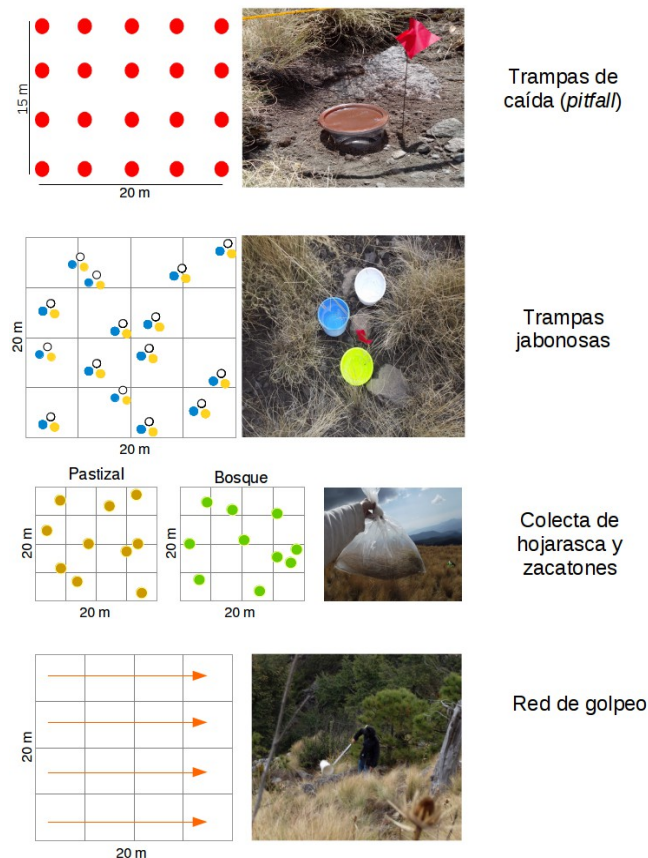 15 m
20 m
Trampas de
caída (pitfall)
20 m
20 m
Trampas
jabonosas
Pastizal
Bosque
20 m
20 m
20 m
20 m
Colecta de
hojarasca y
zacatones
20 m
20 m
Red de golpeo